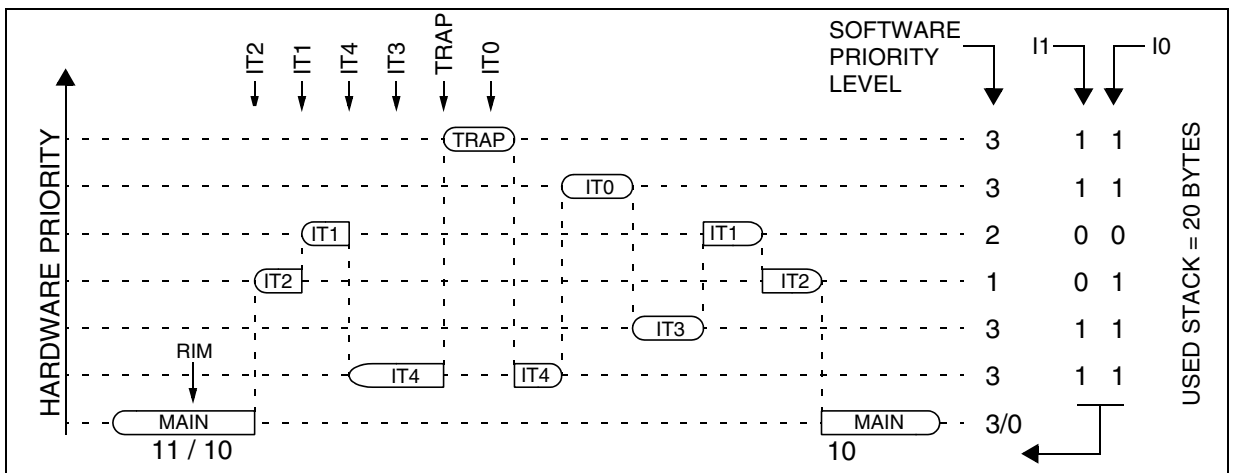 SOFTWARE
PRIORITY
LEVEL
I1
I0
IT2
IT1
IT4
IT3
TRAP
IT0
HARDWARE PRIORITY
USED STACK = 20 BYTES
TRAP
3
1 1
IT0
3
1 1
IT1
IT1
2
0 0
IT2
IT2
1
0 1
IT3
3
1 1
RIM
IT4
IT4
3
1 1
MAIN
MAIN
3/0
11 / 10
10